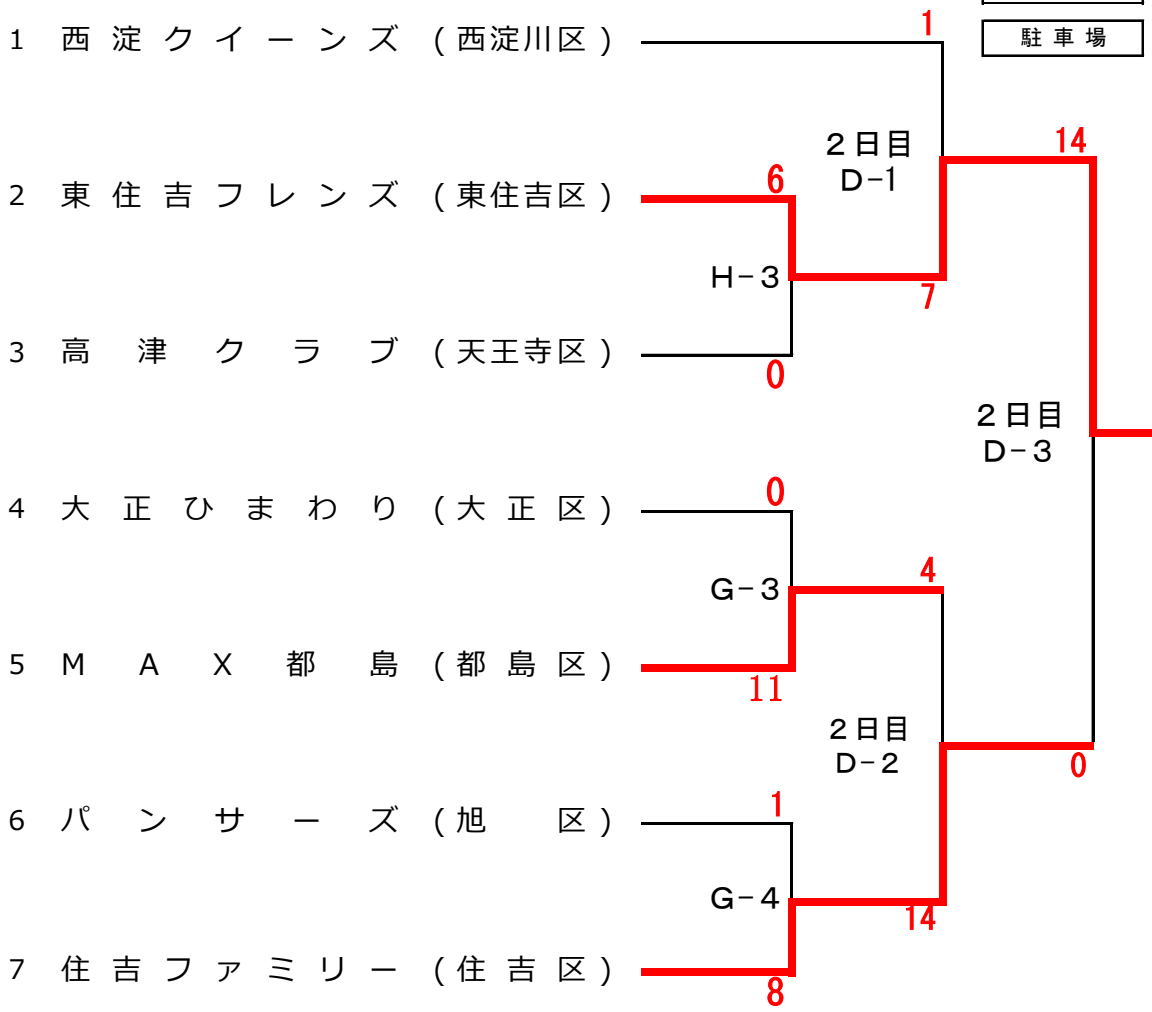 1 西淀クイーンズ (西淀川区) 1
駐車場
2日目
D-1
14
2 東住吉フレンズ (東住吉区) 6
H-3
7
3 高津クラブ (天王寺区) 0
2日目
D-3
4 大正ひまわり (大正区) 0
G-3
4
5 MAX都島 (都島区) 11
2日目
D-2
0
6 パンサーズ (旭区) 1
G-4
14
7 住吉ファミリー (住吉区) 8